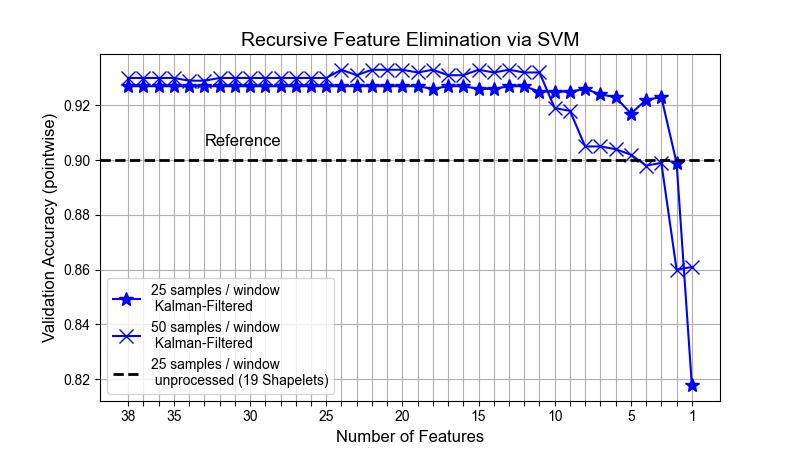 Recursive Feature Elimination via SVM
Validation Accuracy (pointwise)
0.92
0.90
0.88
0.86
0.84
0.82
Reference
25 samples / window
Kalman-Filtered
50 samples / window
Kalman-Filtered
25 samples / window
unprocessed (19 Shapelets)
38
35
30
25
20
15
10
5
1
Number of Features